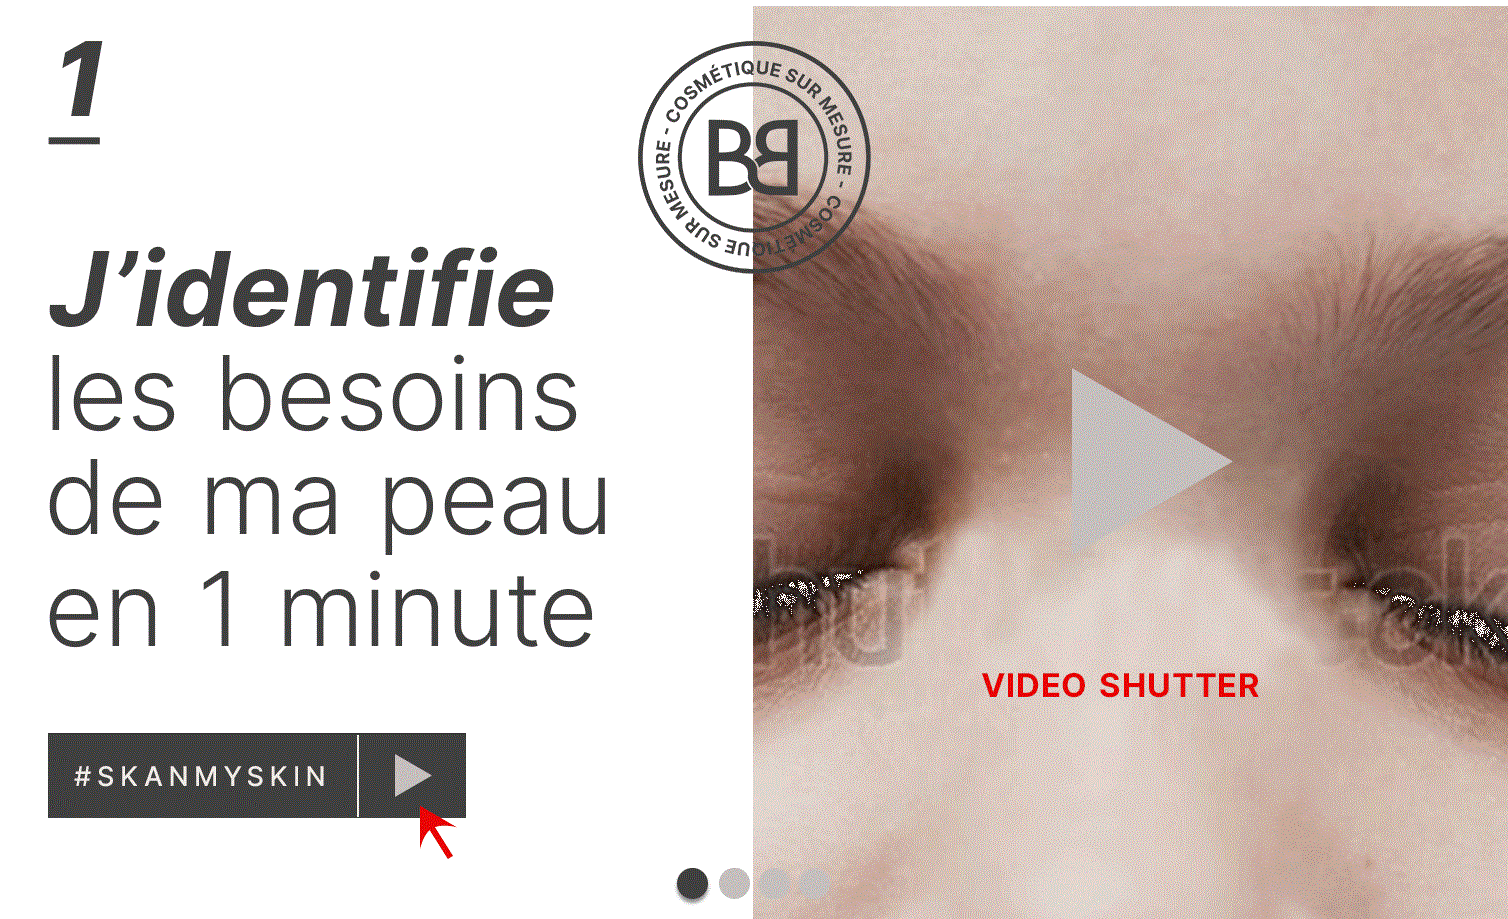 1
COSMÉTIQUE SUR MESURE - COSMÉTIQUE SUR MESURE -
BB
J’identifie
les besoins
de ma peau
en 1 minute
VIDEO SHUTTER
#SKANMYSKIN